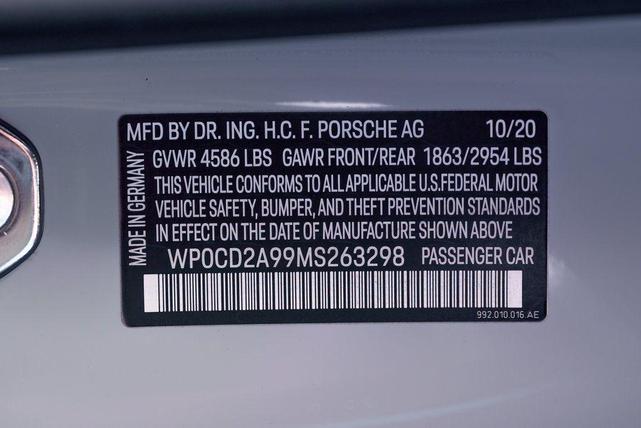 MFD BY DR. ING. H.C. F. PORSCHE AG 10/20
GVWR 4586 LBS GAWR FRONT/REAR 1863/2954 LBS
THIS VEHICLE CONFORMS TO ALL APPLICABLE U.S.FEDERAL MOTOR
VEHICLE SAFETY, BUMPER, AND THEFT PREVENTION STANDARDS
IN EFFECT ON THE DATE OF MANUFACTURE SHOWN ABOVE
WP0CD2A99MS263298 PASSENGER CAR
992.010.016.AE
MADE IN GERMANY